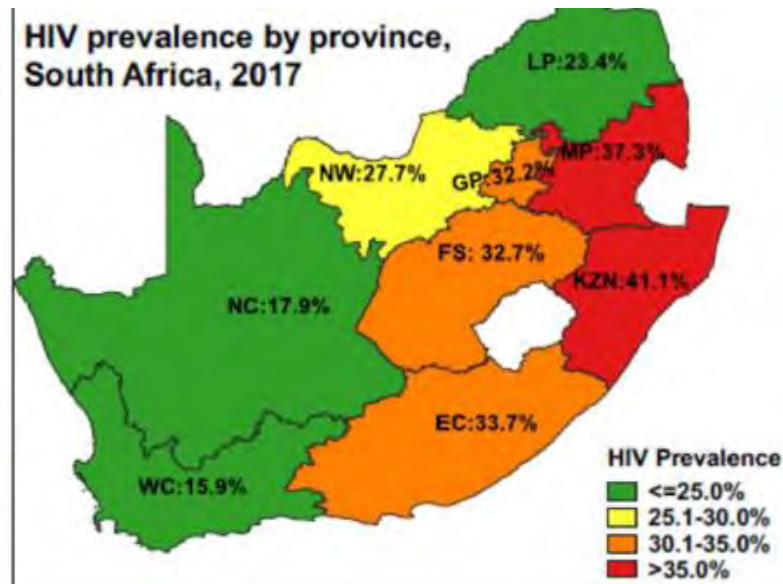 HIV prevalence by province,
South Africa, 2017
LP:23.4%
MP:37.3%
NW:27.7%
GP:32.2%
FS: 32.7%
KZN:41.1%
NC:17.9%
EC:33.7%
WC:15.9%
HIV Prevalence
<=25.0%
25.1-30.0%
30.1-35.0%
>35.0%